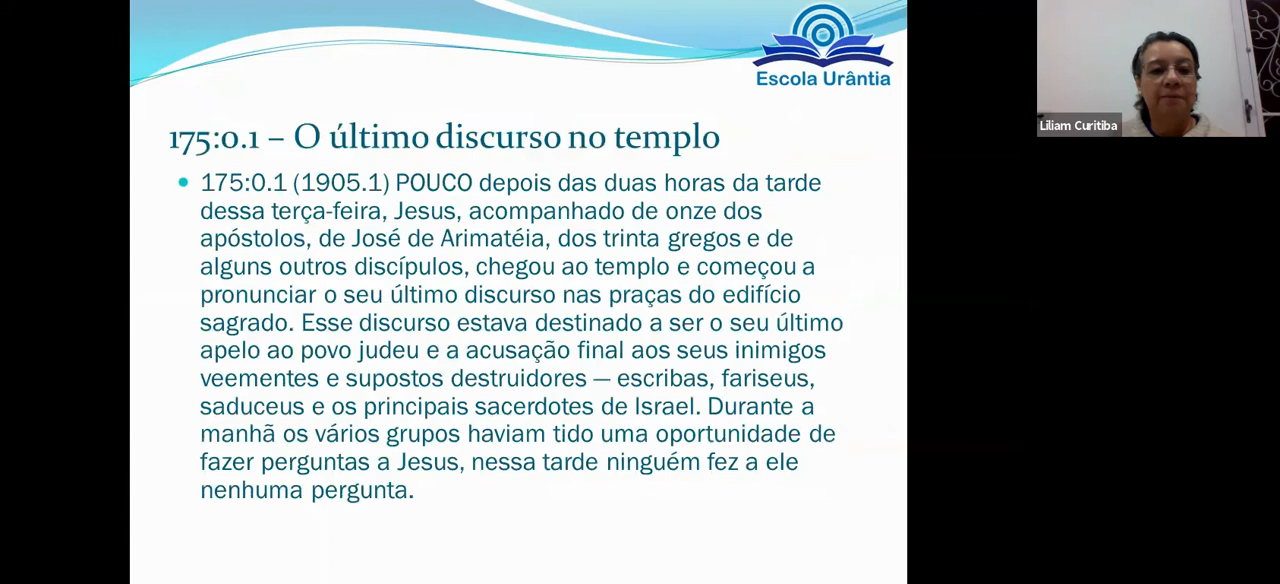 Escola Urântia
Liliam Curitiba
175:0.1 – O último discurso no templo
• 175:0.1 (1905.1) POUCO depois das duas horas da tarde
dessa terça-feira, Jesus, acompanhado de onze dos
apóstolos, de José de Arimatéia, dos trinta gregos e de
alguns outros discípulos, chegou ao templo e começou a
pronunciar o seu último discurso nas praças do edifício
sagrado. Esse discurso estava destinado a ser o seu último
apelo ao povo judeu e a acusação final aos seus inimigos
veementes e supostos destruidores — escribas, fariseus,
saduceus e os principais sacerdotes de Israel. Durante a
manhã os vários grupos haviam tido uma oportunidade de
fazer perguntas a Jesus, nessa tarde ninguém fez a ele
nenhuma pergunta.